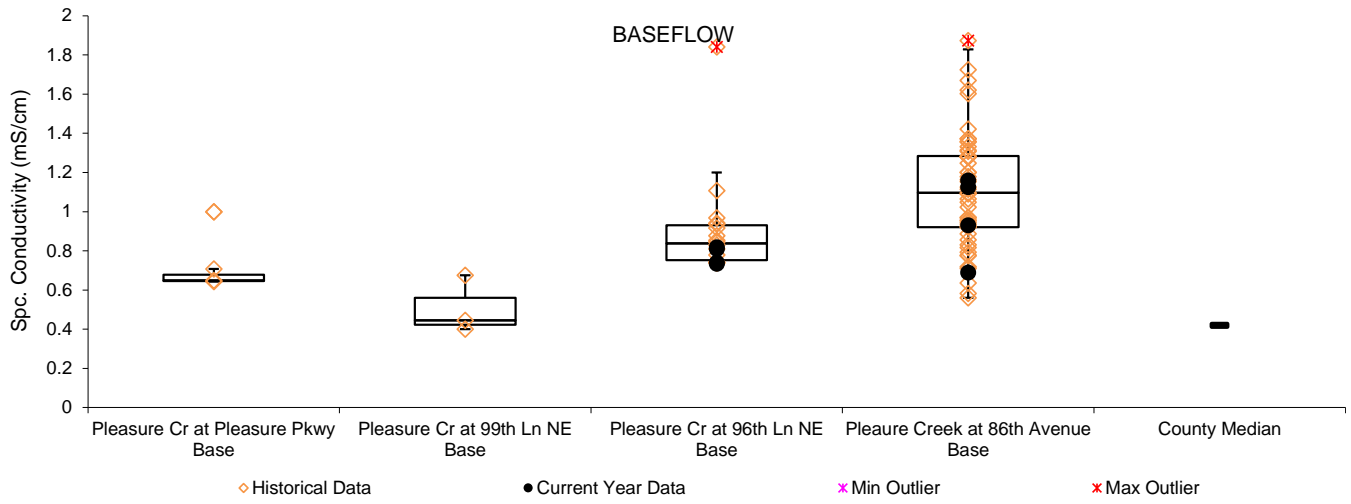 BASEFLOW
Spc. Conductivity (mS/cm)
2
1.8
1.6
1.4
1.2
1
0.8
0.6
0.4
0.2
0
Pleasure Cr at Pleasure Pkwy
Base
Pleasure Cr at 99th Ln NE
Base
Pleasure Cr at 96th Ln NE
Base
Pleaure Creek at 86th Avenue
Base
County Median
Historical Data
Current Year Data
Min Outlier
Max Outlier